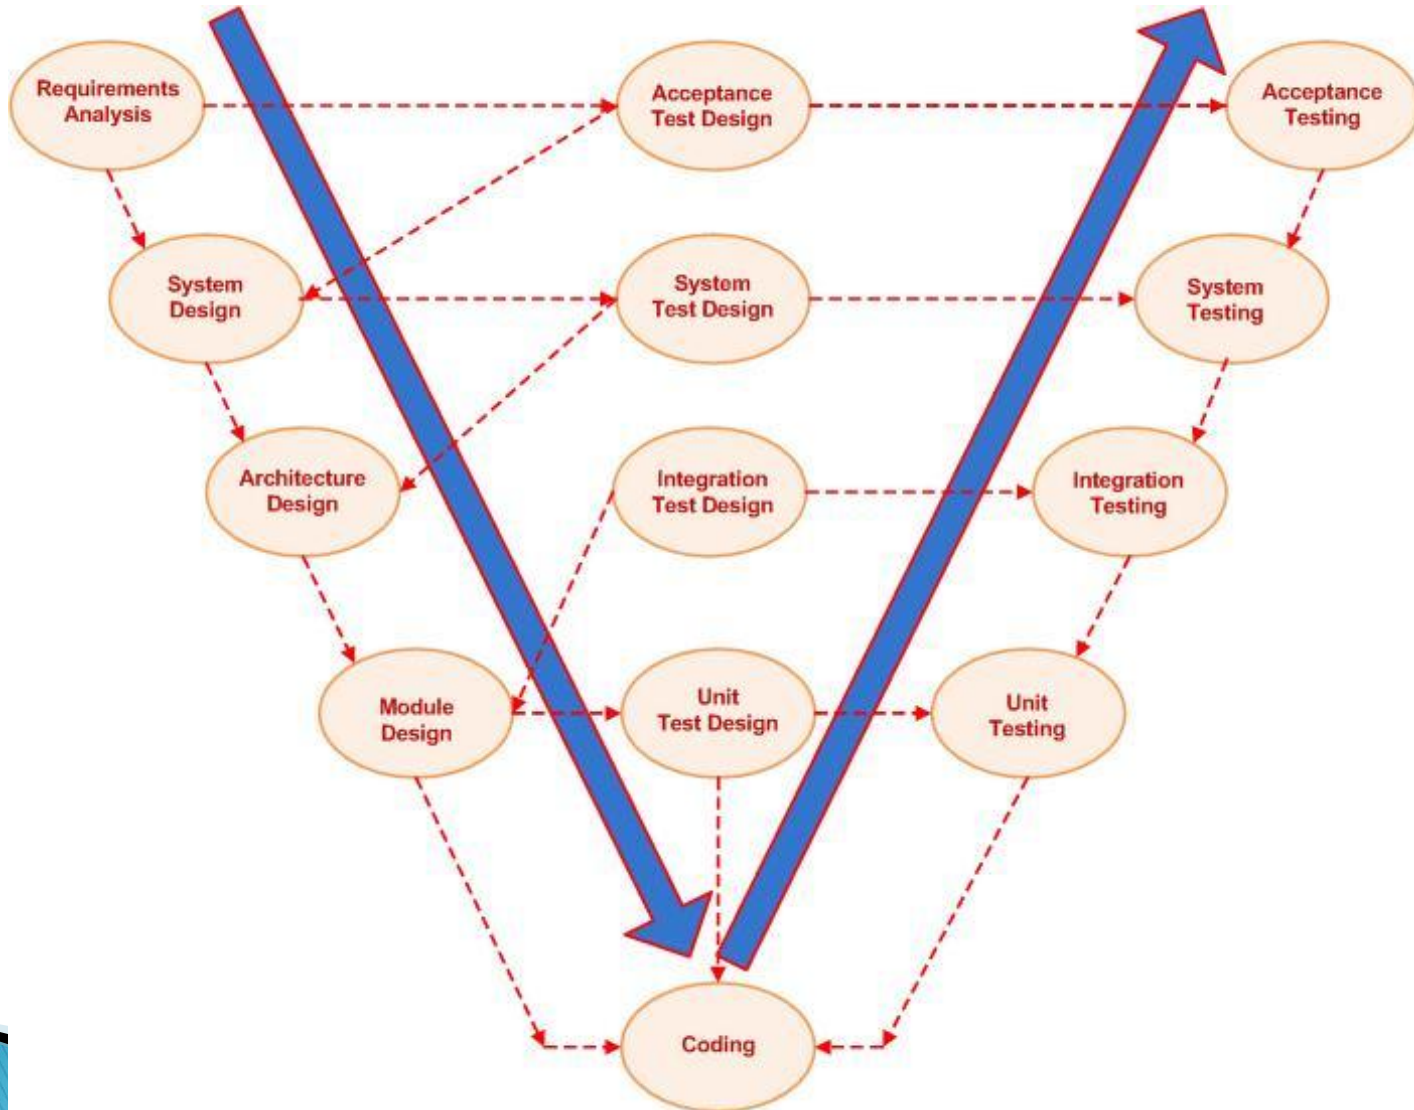 Requirements
Analysis
Acceptance
Test Design
Acceptance
Testing
System
Design
System
Test Design
System
Testing
Architecture
Design
Integration
Test Design
Integration
Testing
Module
Design
Unit
Test Design
Unit
Testing
Coding